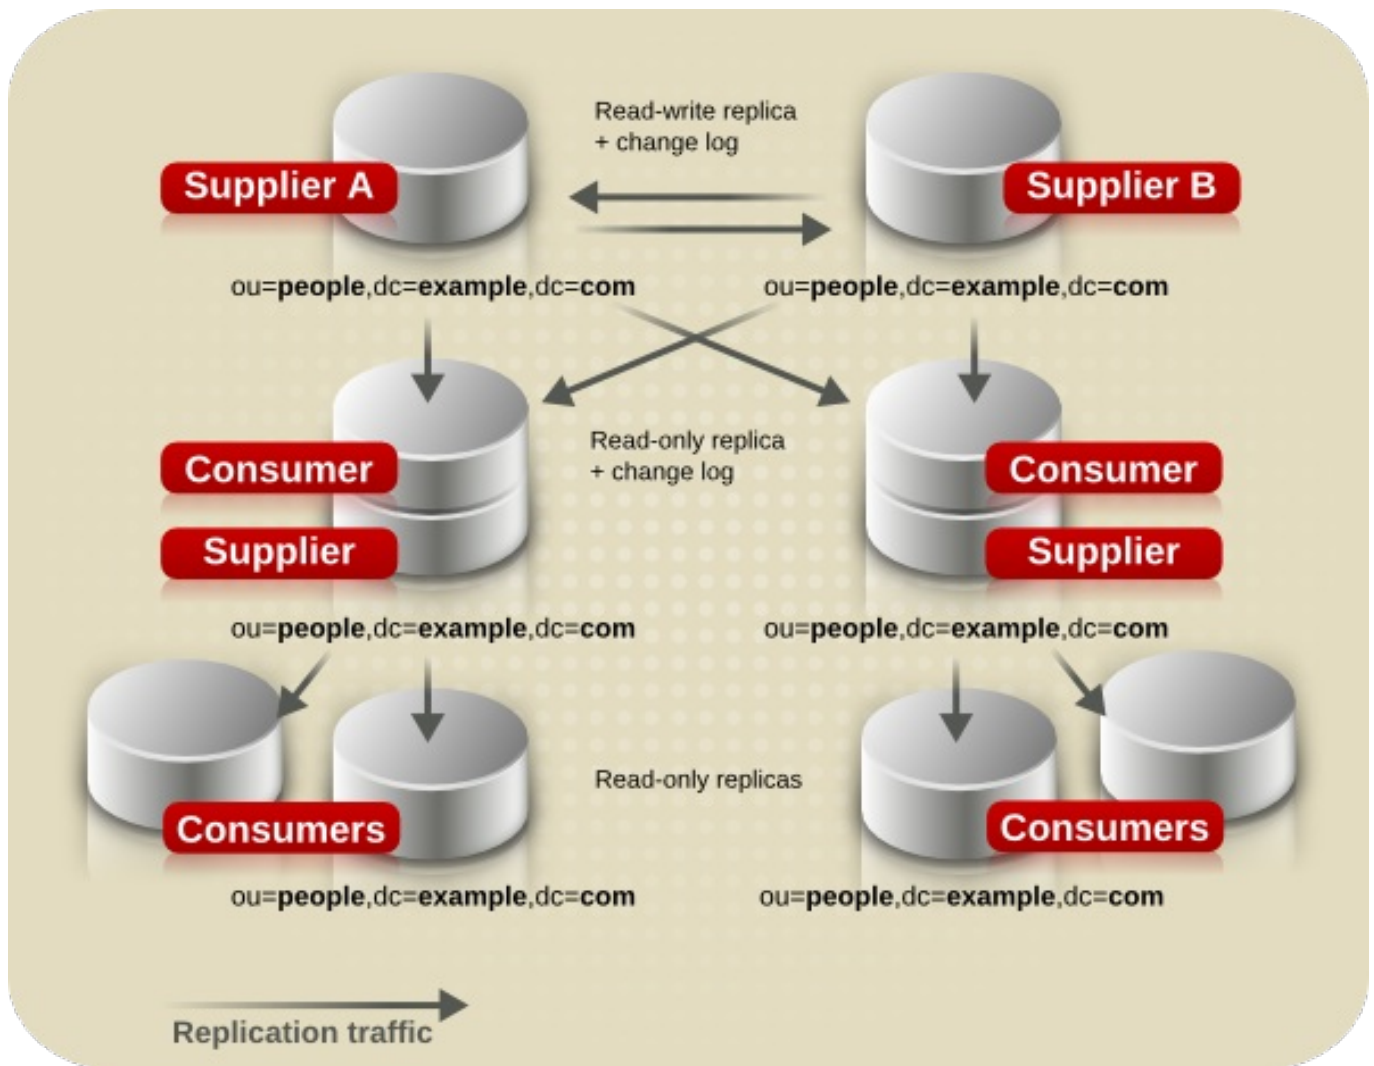 Read-write replica
+ change log
Supplier A
Supplier B
ou=people,dc=example,dc=com
ou=people,dc=example,dc=com
Read-only replica
+ change log
Consumer
Consumer
Supplier
Supplier
ou=people,dc=example,dc=com
ou=people,dc=example,dc=com
Read-only replicas
Consumers
Consumers
ou=people,dc=example,dc=com
ou=people,dc=example,dc=com
Replication traffic